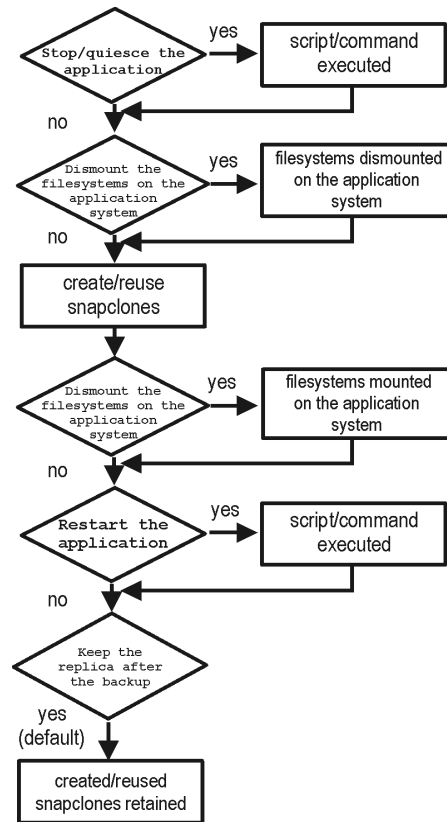 Stop/quiesce the
application
yes
script/command
executed
no
Dismount the
filesystems on the
application
system
yes
filesystems dismounted
on the application
system
no
create/reuse
snapclones
Dismount the
filesystems on the
application
system
yes
filesystems mounted
on the application
system
no
Restart the
application
yes
script/command
executed
no
Keep the
replica after
the backup
yes
(default)
created/reused
snapclones retained